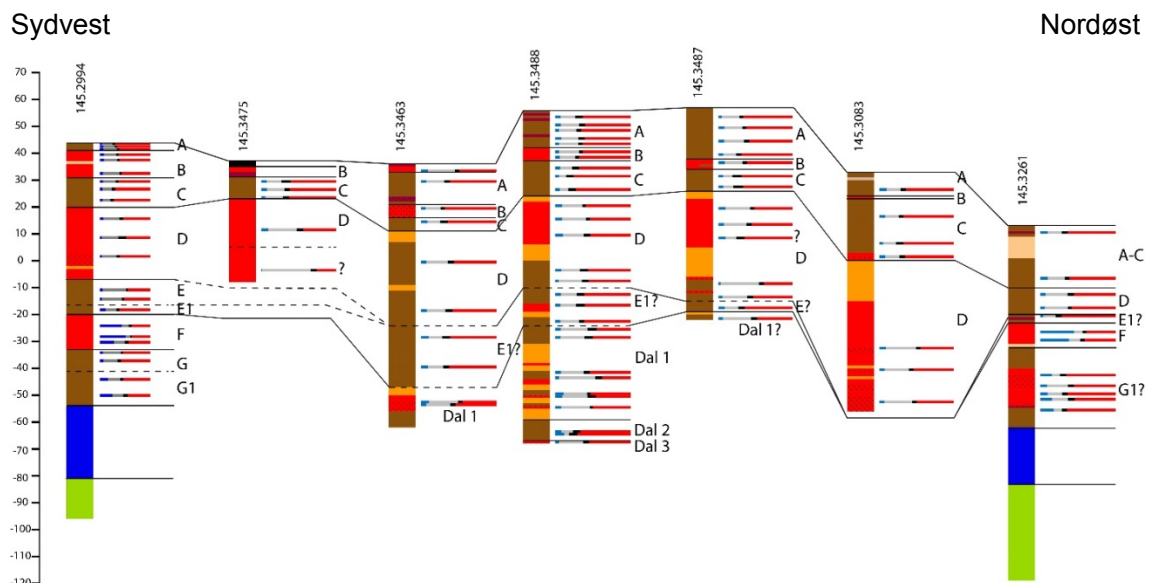 Sydvest
Nordøst
145.2994
145.3475
145.3463
145.3488
145.3487
145.3083
145.3261
70
60
50
40
30
20
10
0
-10
-20
-30
-40
-50
-60
-70
-80
-90
-100
-110
-120
A
B
C
D
E
E1
F
G
G1
B
C
D
?
A
B
C
D
E1?
Dal 1
A
B
C
D
E1?
Dal 1
Dal 2
Dal 3
A
B
C
?
D
E?
Dal 1?
A
B
C
D
A-C
D
E1?
F
G1?